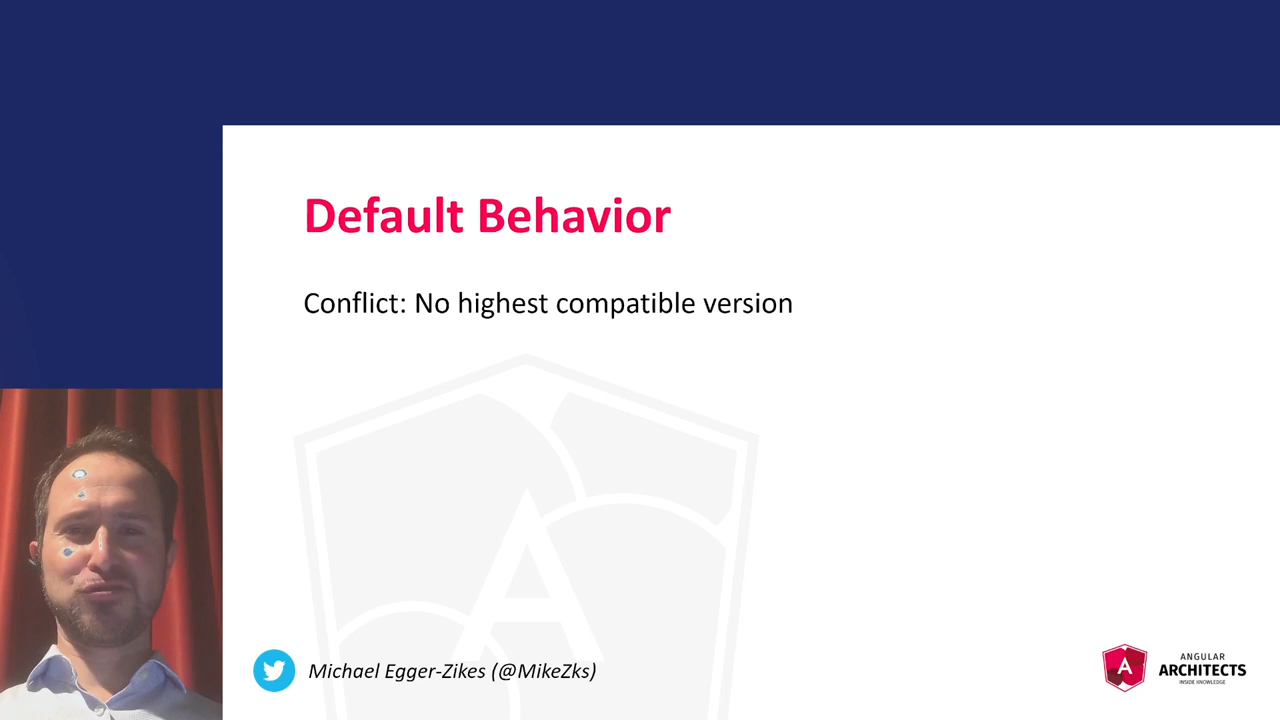 Default Behavior
Conflict: No highest compatible version
Michael Egger-Zikes (@MikeZks)
ANGULAR
ARCHITECTS
INSIDE KNOWLEDGE